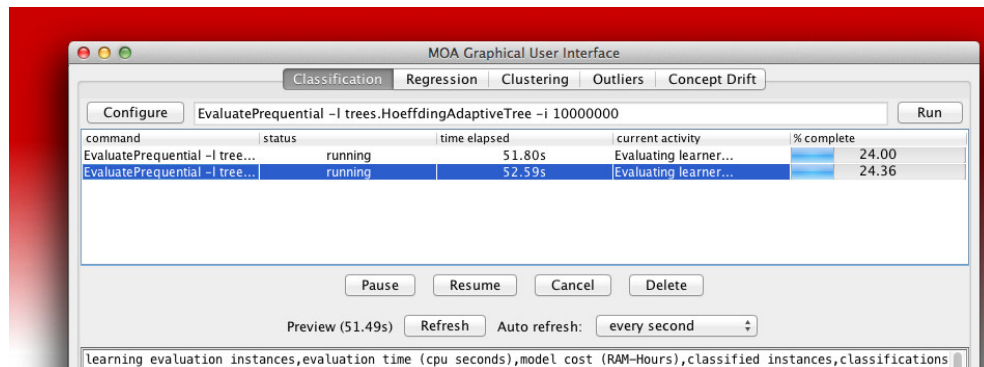 MOA Graphical User Interface
Classification Regression Clustering Outliers Concept Drift
Configure EvaluatePrequential -l trees.HoeffdingAdaptiveTree -i 10000000 Run
command status time elapsed current activity % complete
EvaluatePrequential -l tree... running 51.80s Evaluating learner... 24.00
EvaluatePrequential -l tree... running 52.59s Evaluating learner... 24.36
Pause Resume Cancel Delete
Preview (51.49s) Refresh Auto refresh: every second
learning evaluation instances,evaluation time (cpu seconds),model cost (RAM-Hours),classified instances,classifications